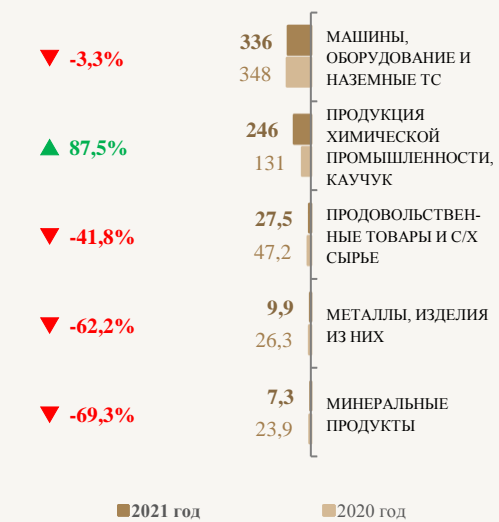 336
МАШИНЫ,
▼ -3,3%
ОБОРУДОВАНИЕ И
348
НАЗЕМНЫЕ ТС
ПРОДУКЦИЯ
246
ХИМИЧЕСКОЙ
▲ 87,5%
131
ПРОМЫШЛЕННОСТИ,
КАУЧУК
27,5
ПРОДОВОЛЬСТВЕН-
▼ -41,8%
НЫЕ ТОВАРЫ И С/Х
47,2
СЫРЬЕ
9,9
МЕТАЛЛЫ, ИЗДЕЛИЯ
▼ -62,2%
26,3
ИЗ НИХ
7,3
МИНЕРАЛЬНЫЕ
▼ -69,3%
23,9
ПРОДУКТЫ
2021 год
2020 год